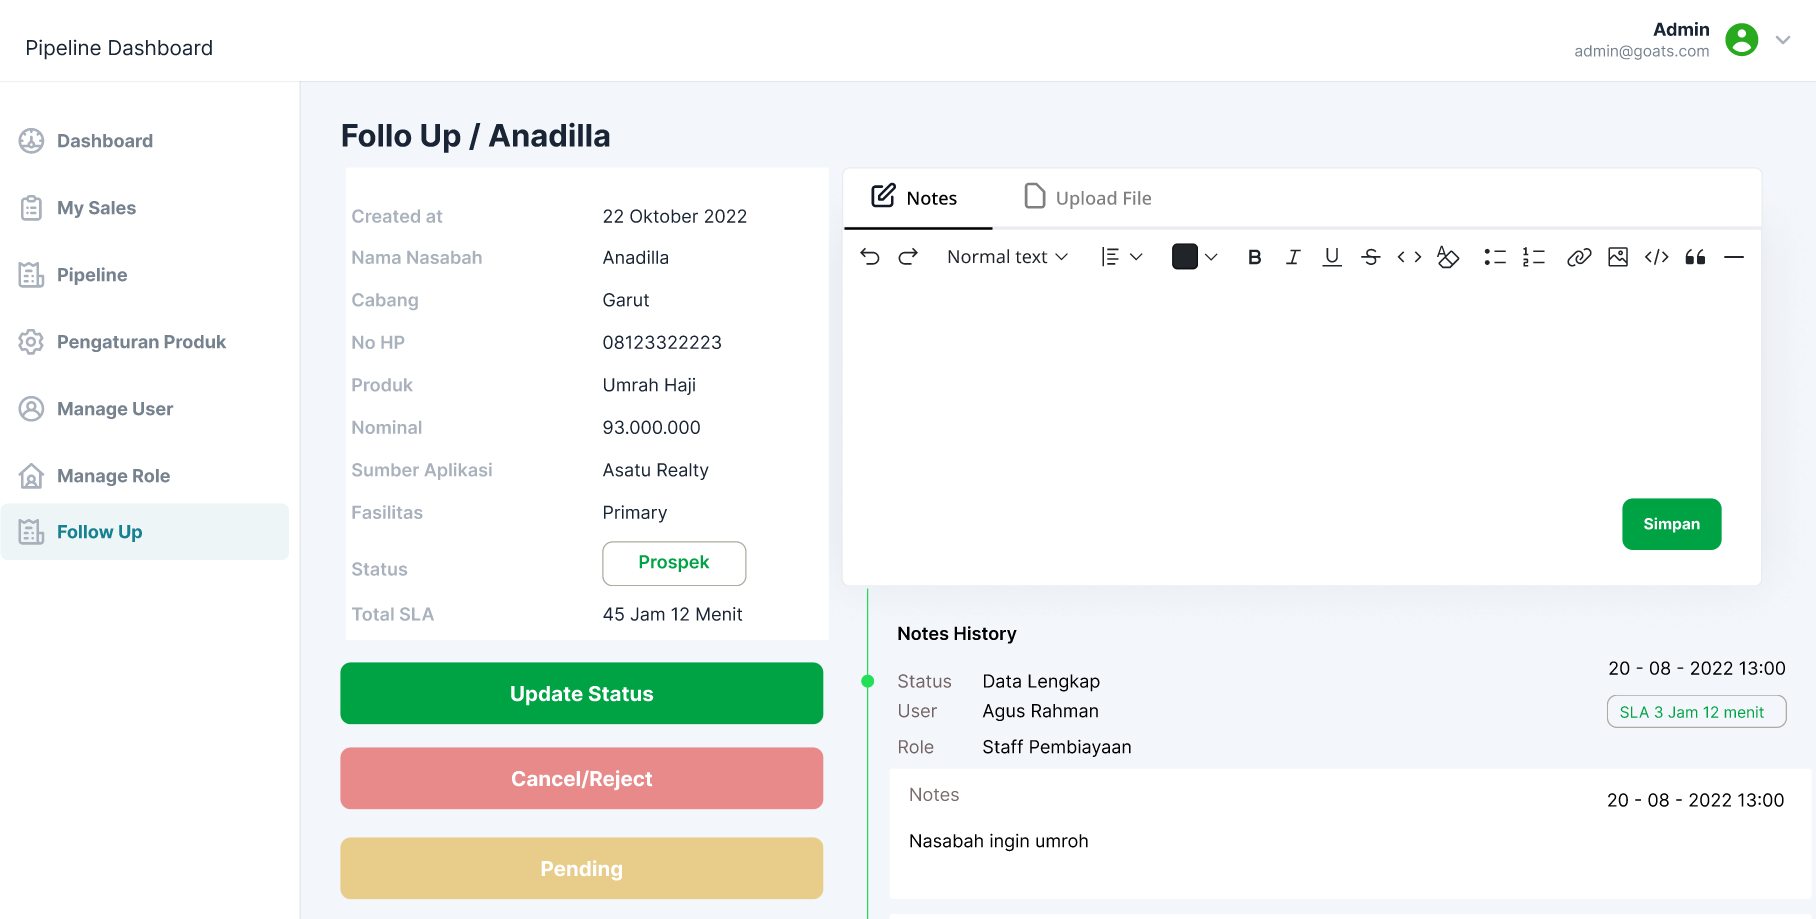 Pipeline Dashboard
Admin
admin@goats.com
Dashboard
My Sales
Pipeline
Pengaturan Produk
Manage User
Manage Role
Follow Up
Follo Up / Anadilla
Created at 22 Oktober 2022
Nama Nasabah Anadilla
Cabang Garut
No HP 08123322223
Produk Umrah Haji
Nominal 93.000.000
Sumber Aplikasi Asatu Realty
Fasilitas Primary
Status Prospek
Total SLA 45 Jam 12 Menit
Update Status
Cancel/Reject
Pending
Notes Upload File
Normal text
Simpan
Notes History
20 - 08 - 2022 13:00
Status Data Lengkap
User Agus Rahman
SLA 3 Jam 12 menit
Role Staff Pembiayaan
Notes
20 - 08 - 2022 13:00
Nasabah ingin umroh